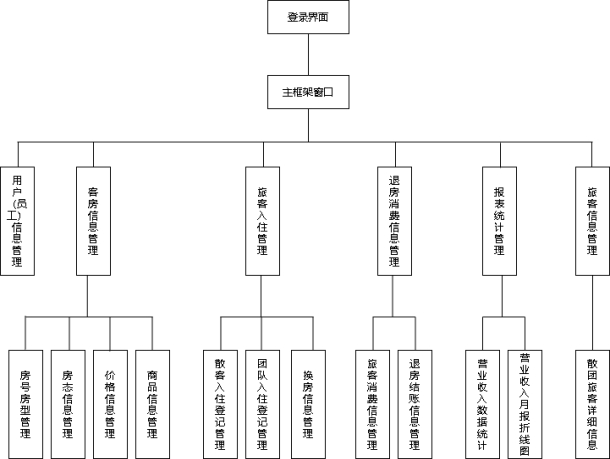 登录界面
主框架窗口
用户(员工)信息管理
客房信息管理
旅客入住管理
退房消费信息管理
报表统计管理
旅客信息管理
房号房型管理
房态信息管理
价格信息管理
商品信息管理
散客入住登记管理
团队入住登记管理
换房信息管理
旅客消费信息管理
退房结账信息管理
营业收入数据统计
营业收入月报折线图
散团旅客详细信息